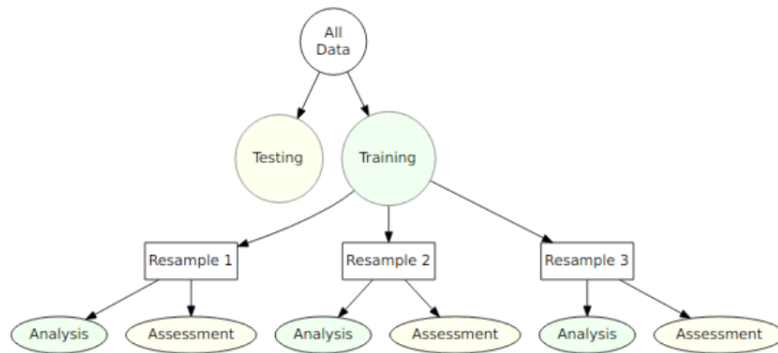 All
Data
Testing
Training
Resample 1
Resample 2
Resample 3
Analysis
Assessment
Analysis
Assessment
Analysis
Assessment